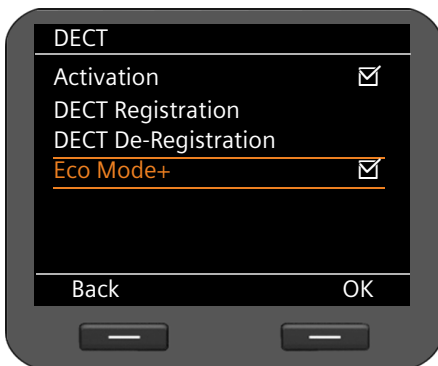 DECT
Activation
DECT Registration
DECT De-Registration
Eco Mode+
Back OK